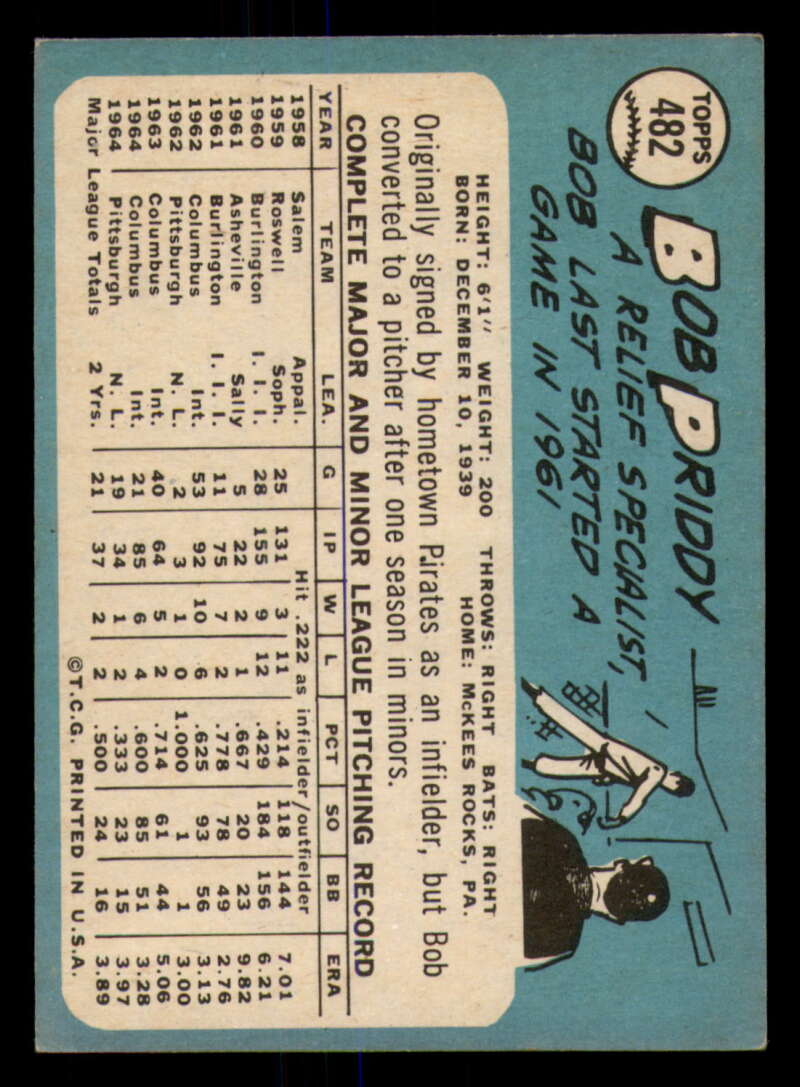 TOPPS
482
BOB PRIDDY
A RELIEF SPECIALIST,
BOB LAST STARTED A
GAME IN 1961
HEIGHT: 6'1" WEIGHT: 200 THROWS: RIGHT BATS: RIGHT
BORN: DECEMBER 10, 1939 HOME: McKEES ROCKS, PA.
Originally signed by hometown Pirates as an infielder, but Bob
converted to a pitcher after one season in minors.
COMPLETE MAJOR AND MINOR LEAGUE PITCHING RECORD
YEAR TEAM LEA. G IP W L PCT SO BB ERA
1958 Salem Appal. Hit .222 as infielder/outfielder
1959 Roswell Soph. 25 131 3 11 .214 118 144 7.01
1960 Burlington I. I. I. 28 155 9 12 .429 184 156 6.21
1961 Asheville Sally 5 22 2 1 .667 20 23 9.82
1961 Burlington I. I. I. 11 75 7 2 .778 78 49 2.76
1962 Columbus Int. 53 92 10 6 .625 93 56 3.13
1962 Pittsburgh N. L. 2 3 1 0 1.000 1 1 3.00
1963 Columbus Int. 40 64 5 2 .714 61 44 5.06
1964 Columbus Int. 21 85 6 4 .600 85 51 3.28
1964 Pittsburgh N. L. 19 34 1 2 .333 23 15 3.97
Major League Totals 2 Yrs. 21 37 2 2 .500 24 16 3.89
©T.C.G. PRINTED IN U.S.A.